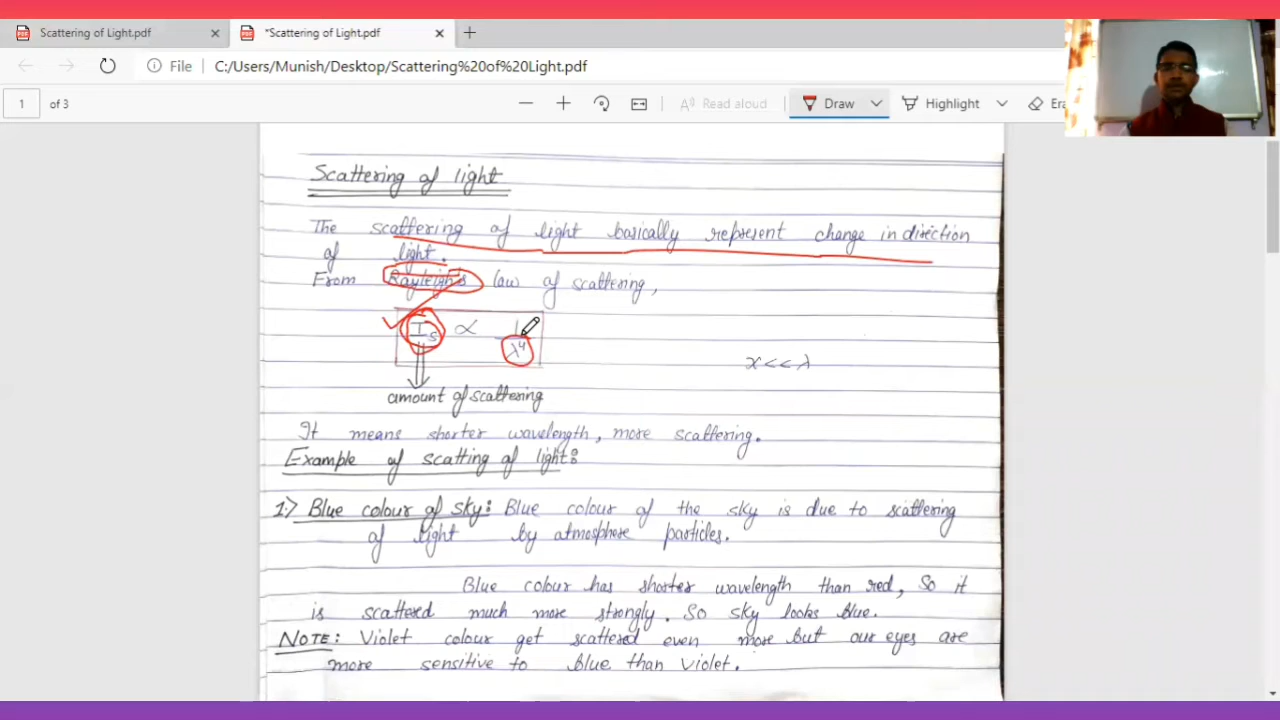 Scattering of Light.pdf
*Scattering of Light.pdf
File
C:/Users/Munish/Desktop/Scattering%20of%20Light.pdf
1 of 3
Read aloud
Draw
Highlight
Era
Scattering of light
The scattering of light basically represent change in direction
of light.
From Rayleigh's law of scattering,
Is ∝ 1/λ⁴
x<<λ
amount of scattering
It means shorter wavelength, more scattering.
Example of scatting of light:
1> Blue colour of sky: Blue colour of the sky is due to scattering
of light by atmosphere particles.
Blue colour has shorter wavelength than red, So it
is scattered much more strongly. So sky looks blue.
NOTE: Violet colour get scattered even more but our eyes are
more sensitive to blue than violet.